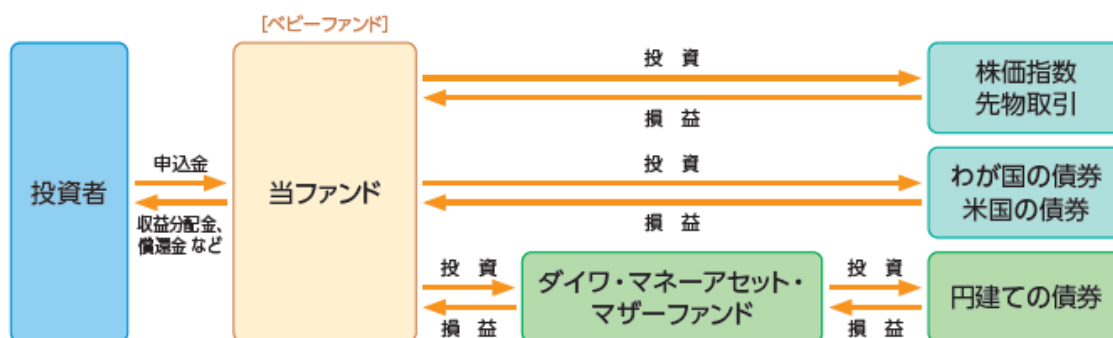 [ベビーファンド]
投資者
申込金
収益分配金、
償還金 など
当ファンド
投 資
損 益
株価指数
先物取引
投 資
損 益
わが国の債券
米国の債券
投 資
損 益
ダイワ・マネーアセット・
マザーファンド
投 資
損 益
円建ての債券